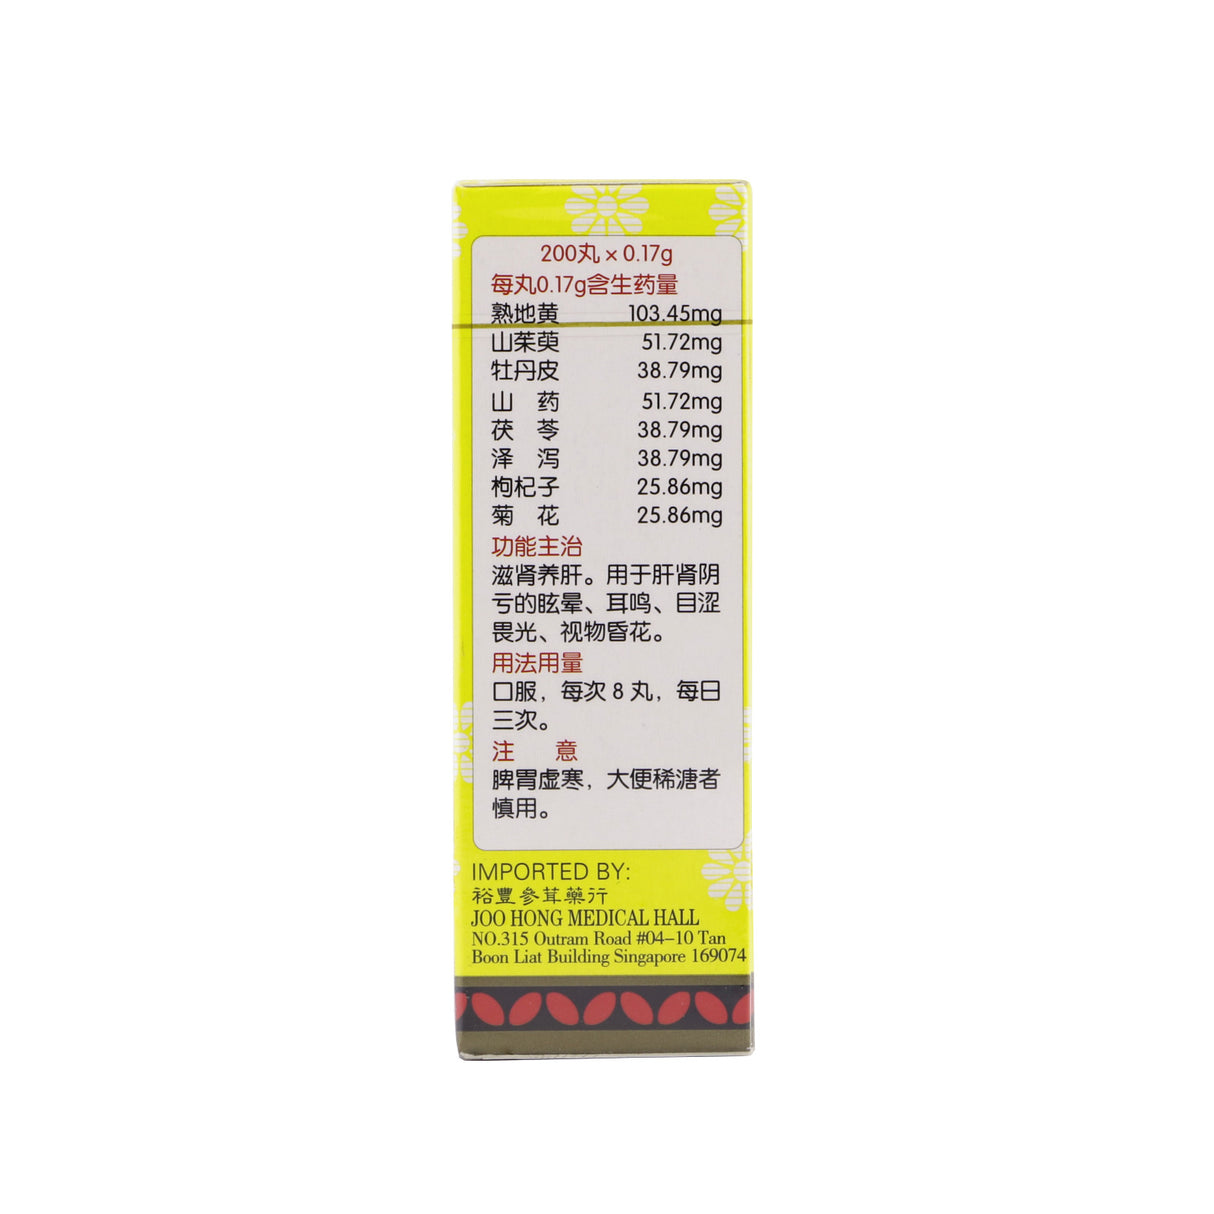 200丸 x 0.17g
每丸0.17g含生药量
熟地黄 103.45mg
山茱萸 51.72mg
牡丹皮 38.79mg
山 药 51.72mg
茯 苓 38.79mg
泽 泻 38.79mg
枸杞子 25.86mg
菊 花 25.86mg
功能主治
滋肾养肝。用于肝肾阴
亏的眩晕、耳鸣、目涩
畏光、视物昏花。
用法用量
口服，每次 8 丸，每日
三次。
注 意
脾胃虚寒，大便稀溏者
慎用。
IMPORTED BY:
裕豐參茸藥行
JOO HONG MEDICAL HALL
NO.315 Outram Road #04–10 Tan
Boon Liat Building Singapore 169074